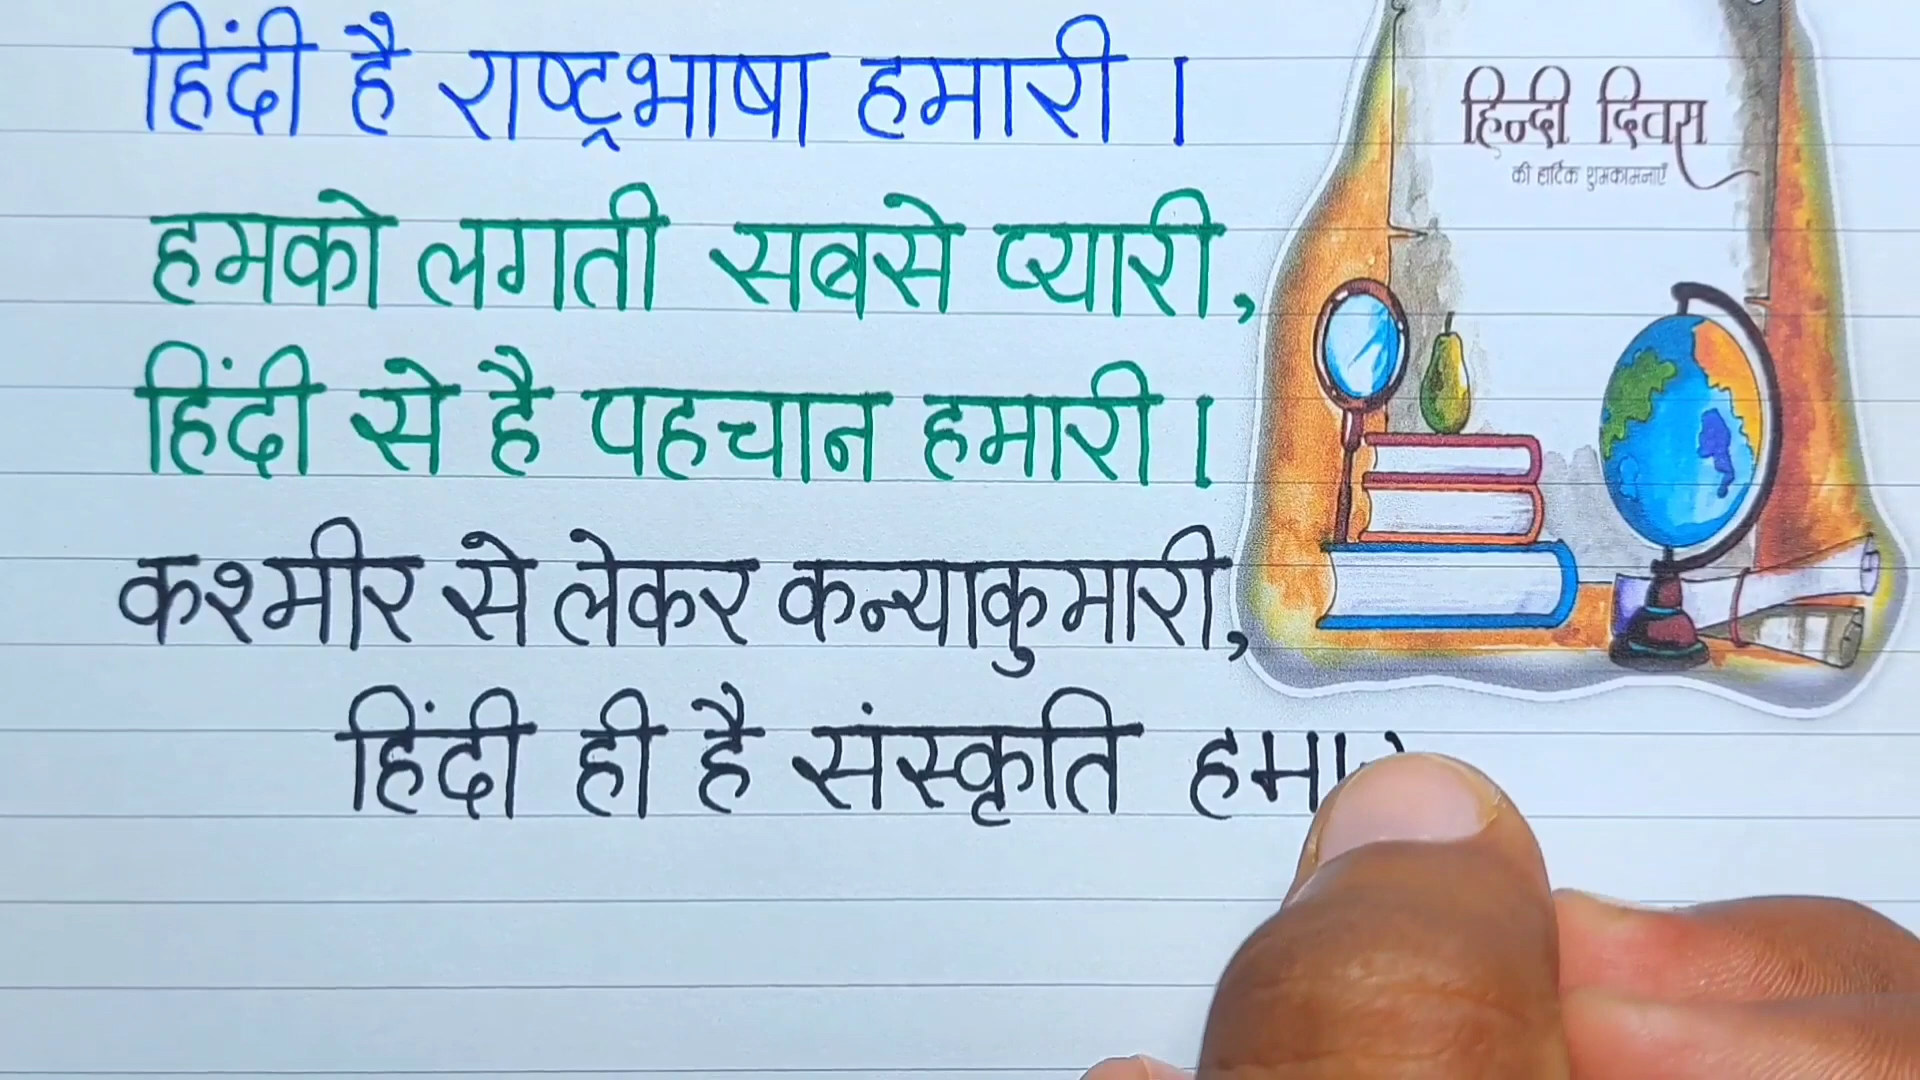 हिंदी है राष्ट्रभाषा हमारी ।
हिन्दी दिवस
की हार्दिक शुभकामनाएँ
हमको लगती सबसे प्यारी,
हिंदी से है पहचान हमारी ।
कश्मीर से लेकर कन्याकुमारी,
हिंदी ही है संस्कृति